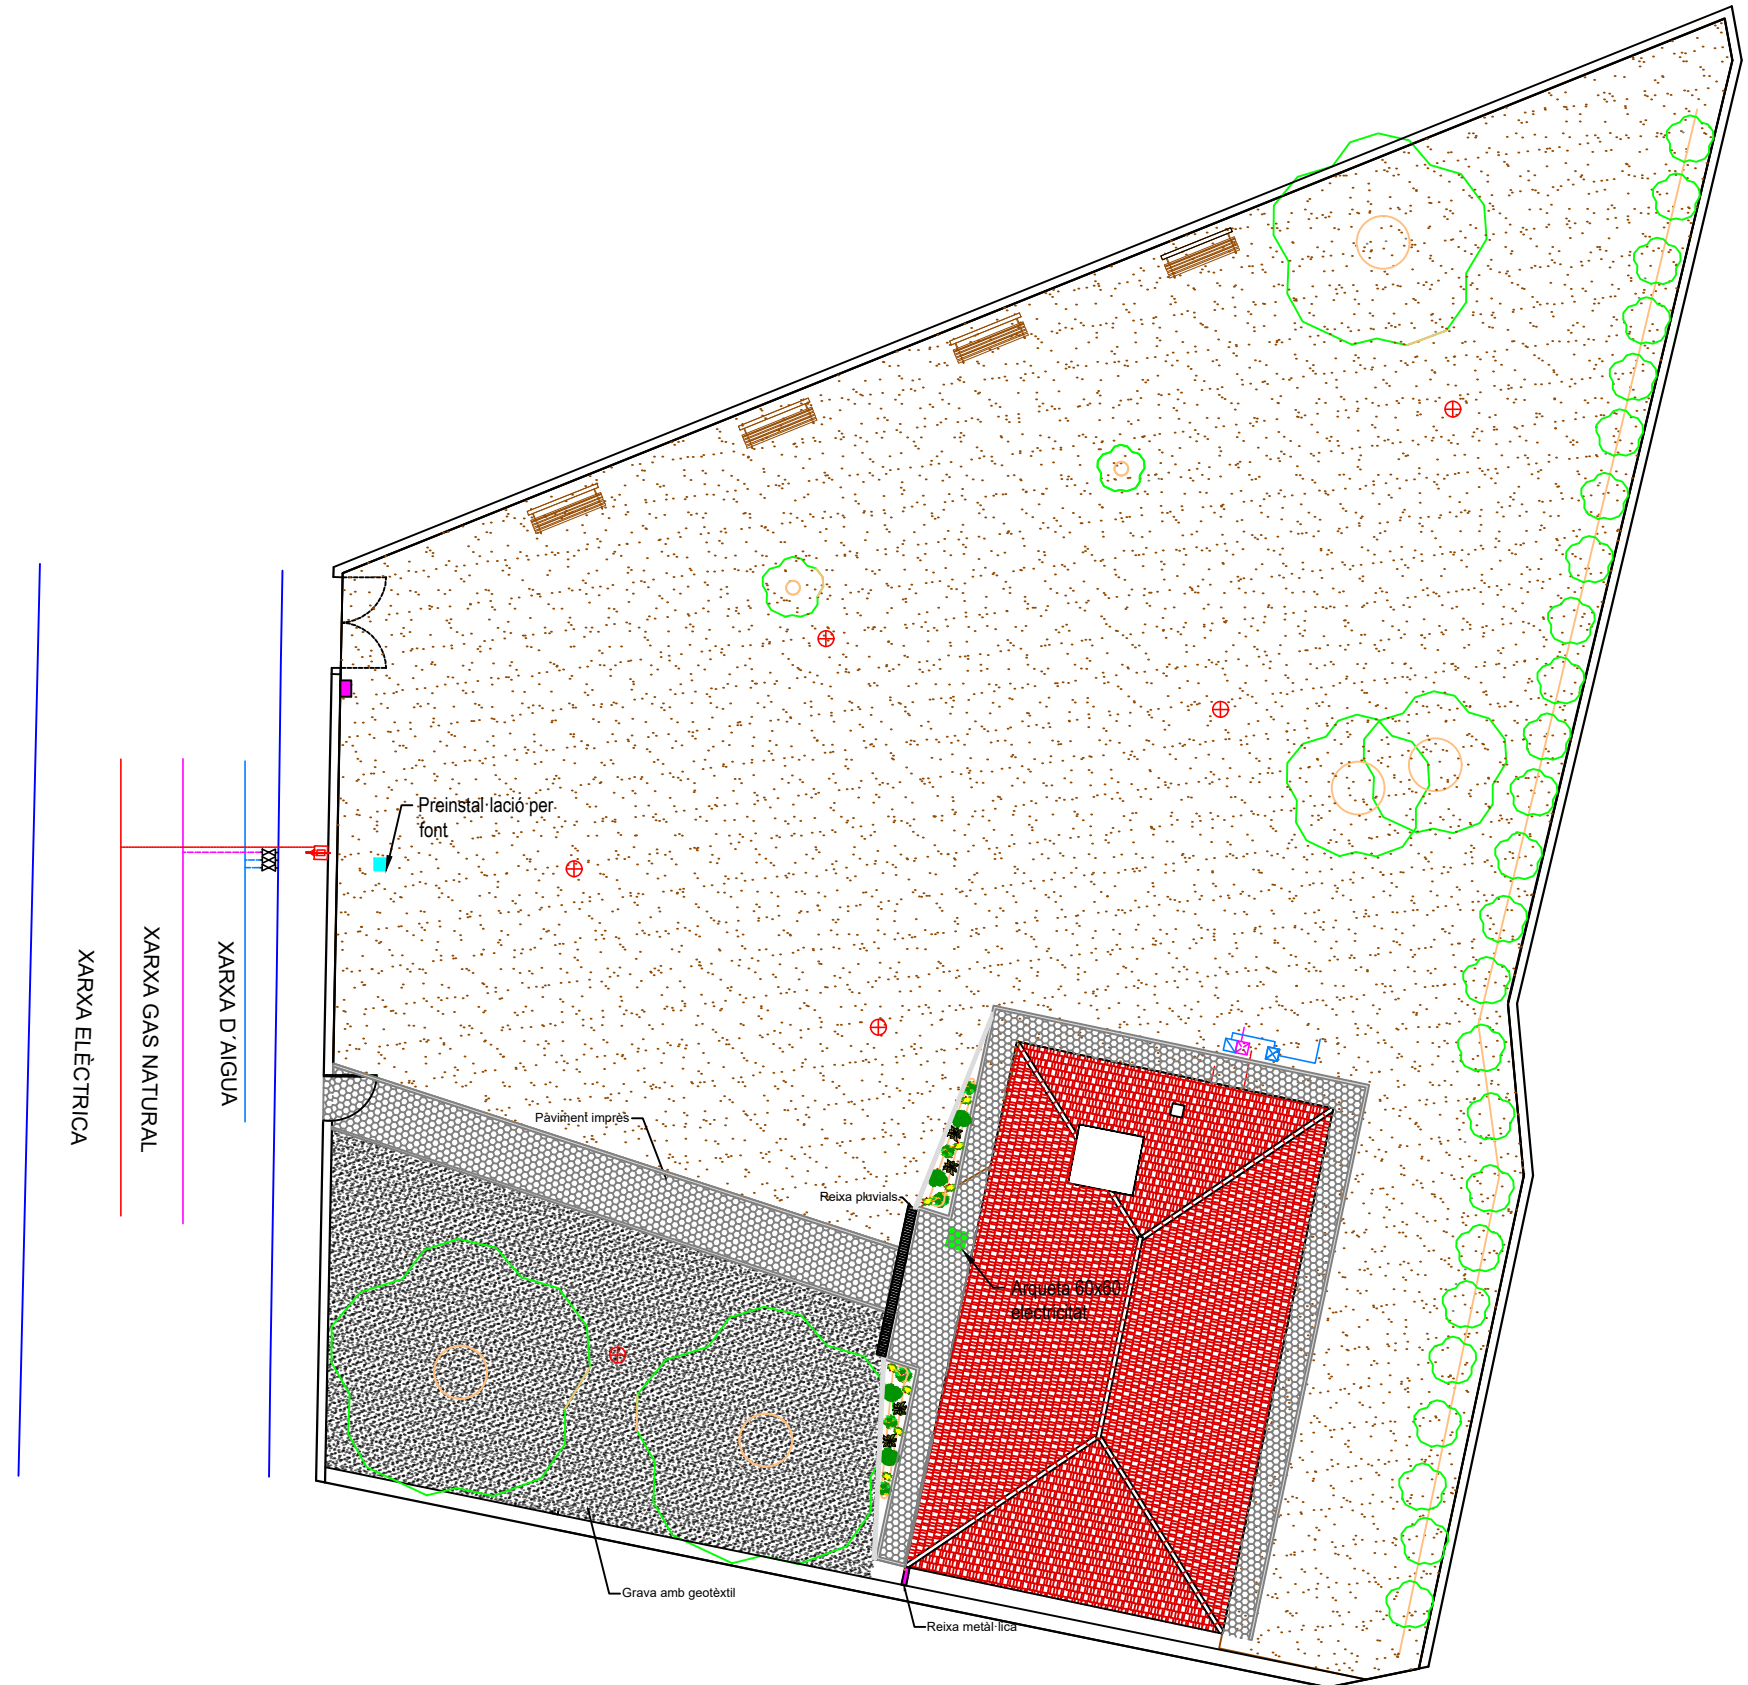 Preinstal·lació per
font
XARXA ELÈCTRICA
XARXA GAS NATURAL
XARXA D´AIGUA
Paviment imprès
Reixa pluvials
Arqueta 60x60
electricitat
Grava amb geotèxtil
Reixa metàl·lica